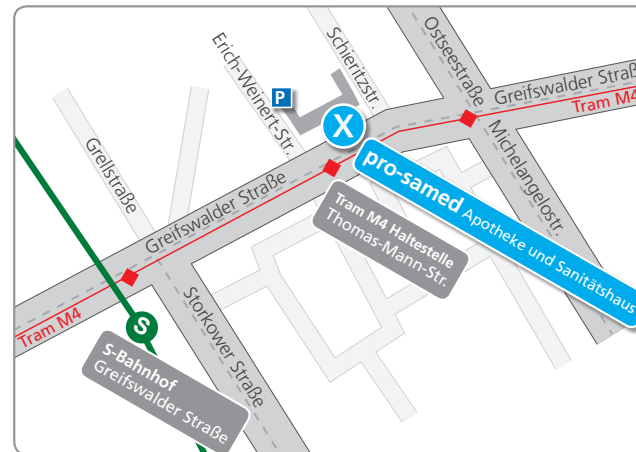 Ostseestraße
Schieritzstr.
Erich-Weinert-Str.
P
Greifswalder Straß
Tram M4
X
Michelangelostr.
Grellstraße
pro-samed Apotheke und Sanitätshaus
Greifswalder Straße
Tram M4 Haltestelle
Thomas-Mann-Str.
Storkower Straße
Tram M4
S
S-Bahnhof
Greifswalder Straße